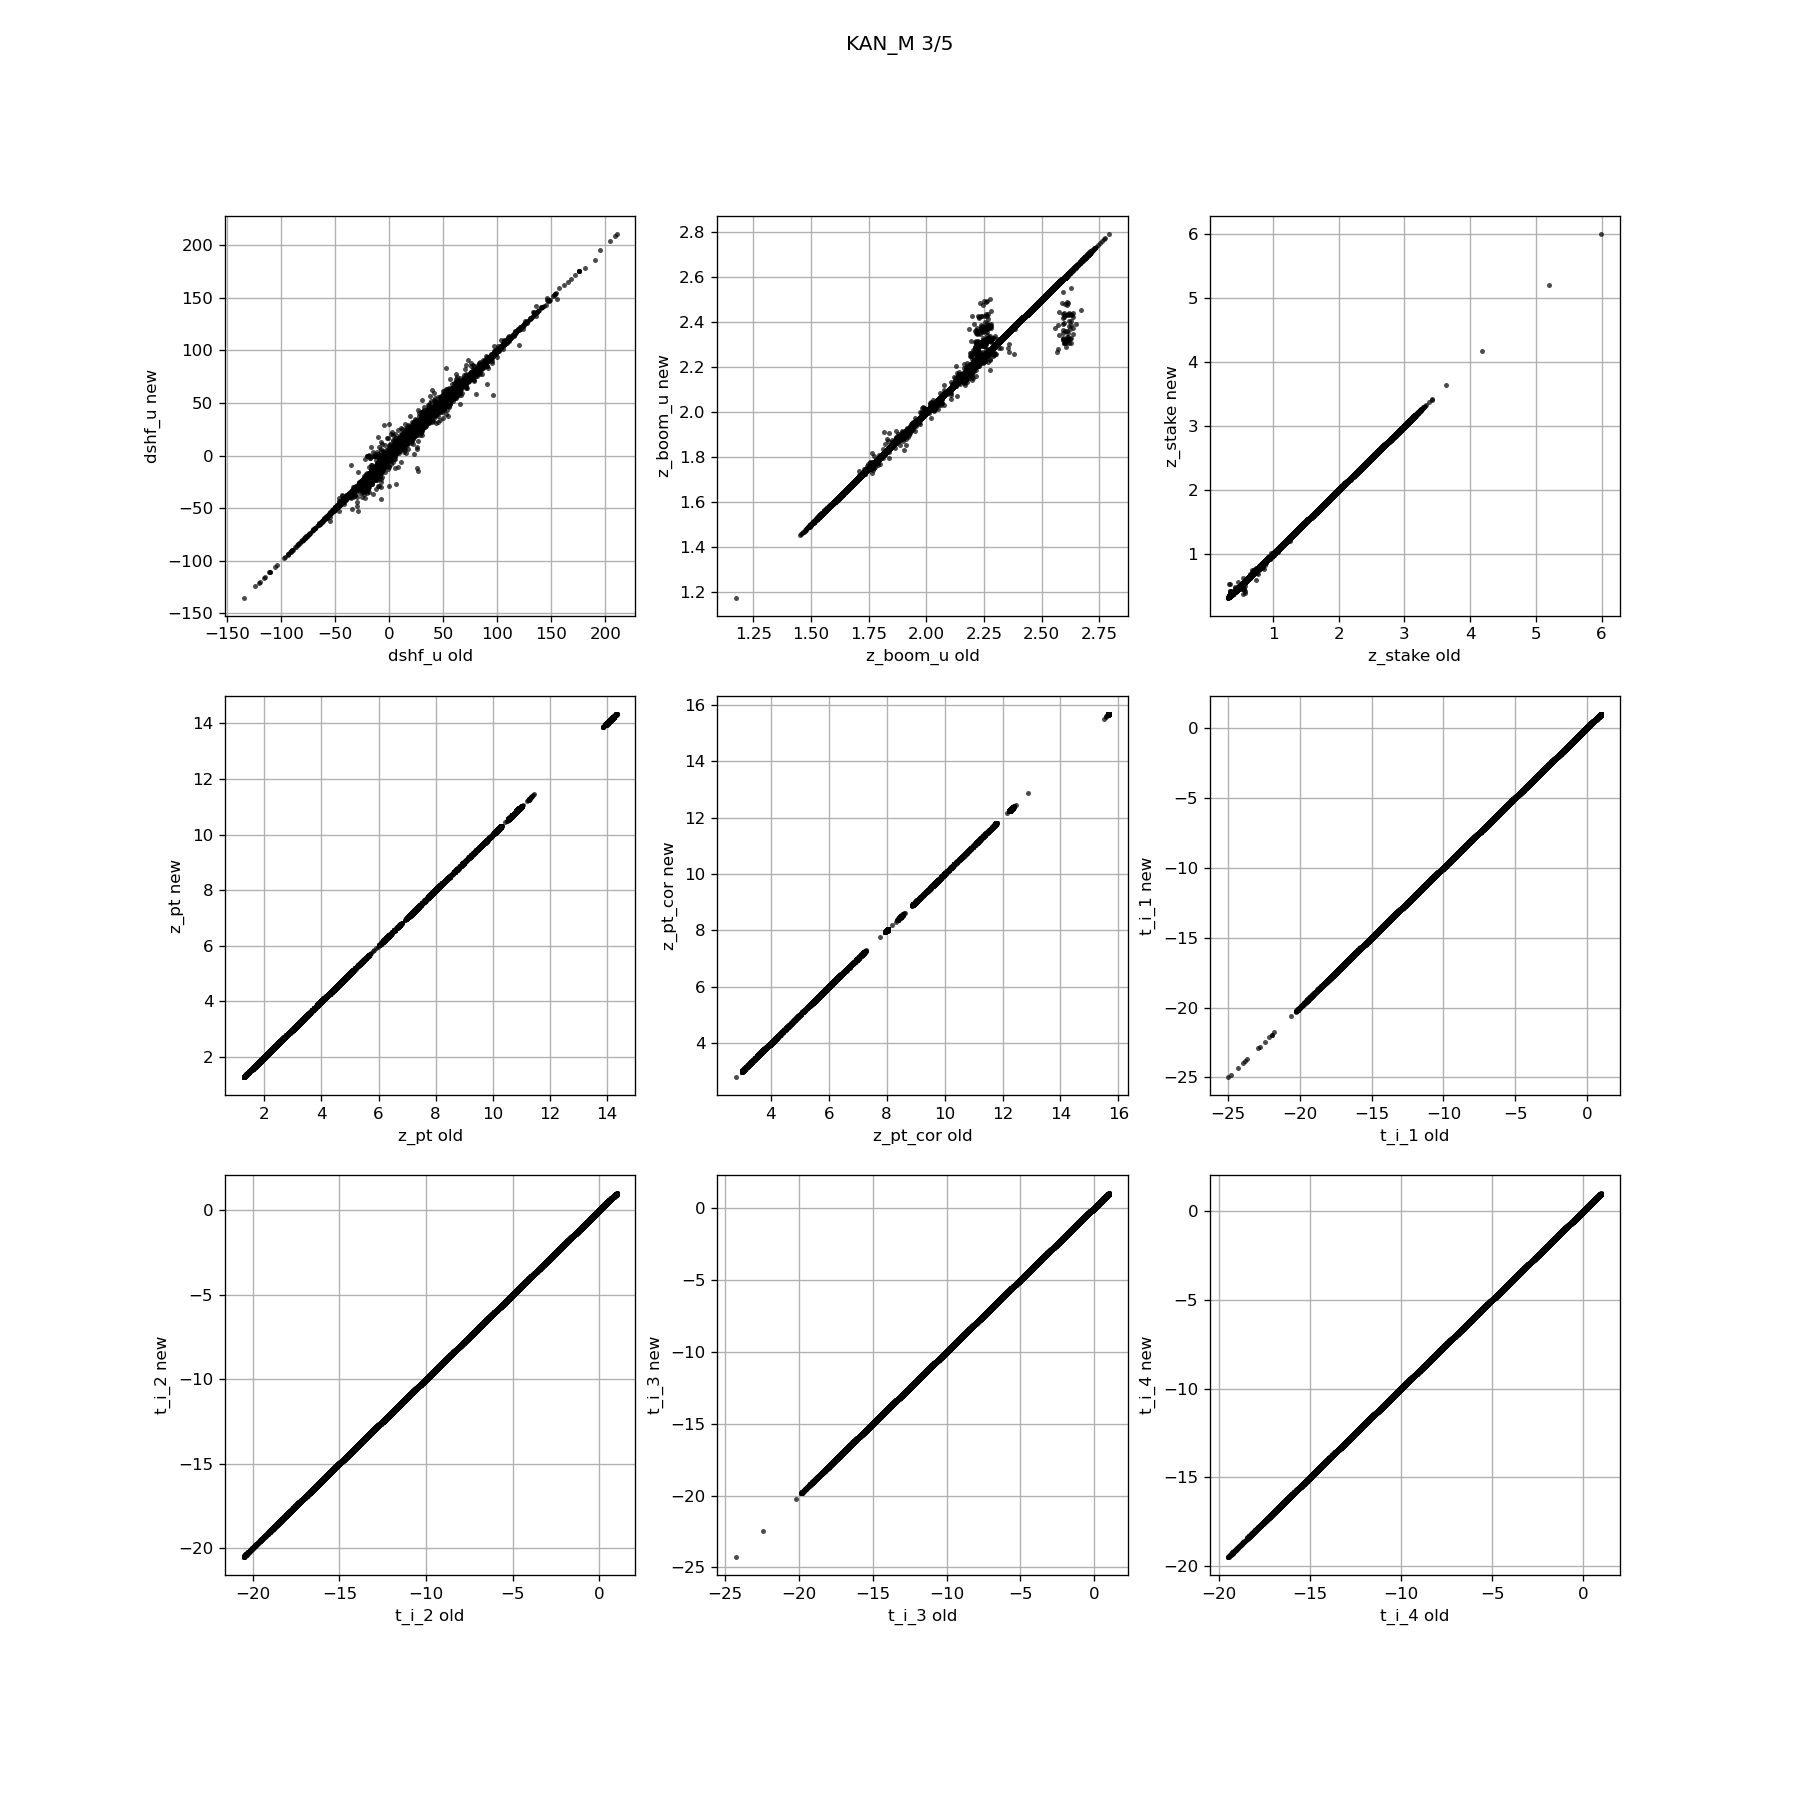 KAN_M 3/5
200
150
100
50
0
−50
−100
−150
dshf_u new
−150 −100 −50 0 50 100 150 200
dshf_u old
2.8
2.6
2.4
2.2
2.0
1.8
1.6
1.4
1.2
z_boom_u new
1.25 1.50 1.75 2.00 2.25 2.50 2.75
z_boom_u old
6
5
4
3
2
1
z_stake new
1 2 3 4 5 6
z_stake old
14
12
10
8
6
4
2
z_pt new
2 4 6 8 10 12 14
z_pt old
16
14
12
10
8
6
4
z_pt_cor new
4 6 8 10 12 14 16
z_pt_cor old
0
−5
−10
−15
−20
−25
t_i_1 new
−25 −20 −15 −10 −5 0
t_i_1 old
0
−5
−10
−15
−20
t_i_2 new
−20 −15 −10 −5 0
t_i_2 old
0
−5
−10
−15
−20
−25
t_i_3 new
−25 −20 −15 −10 −5 0
t_i_3 old
0
−5
−10
−15
−20
t_i_4 new
−20 −15 −10 −5 0
t_i_4 old